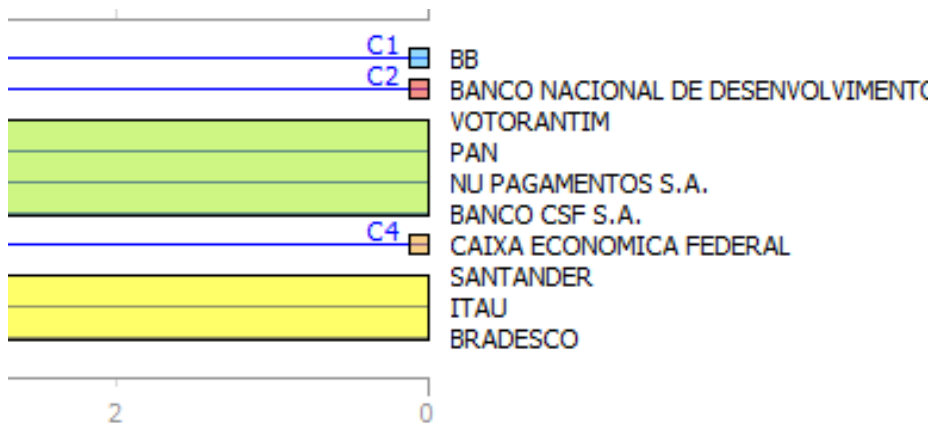 C1 BB
C2 BANCO NACIONAL DE DESENVOLVIMENTO
VOTORANTIM
PAN
NU PAGAMENTOS S.A.
BANCO CSF S.A.
C4 CAIXA ECONOMICA FEDERAL
SANTANDER
ITAU
BRADESCO
2 0